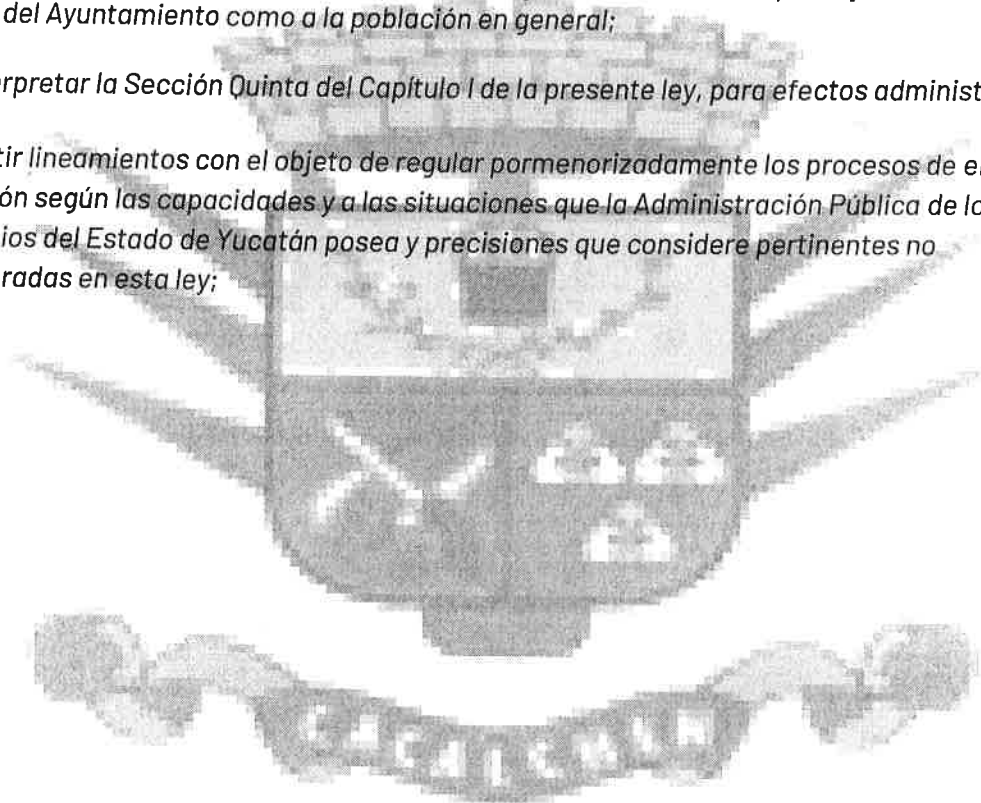 del Ayuntamiento como a la población en general;
erpretar la Sección Quinta del Capítulo I de la presente ley, para efectos administ
tir lineamientos con el objeto de regular pormenorizadamente los procesos de e
ón según las capacidades y a las situaciones que la Administración Pública de lo
ios del Estado de Yucatán posea y precisiones que considere pertinentes no
radas en esta ley;